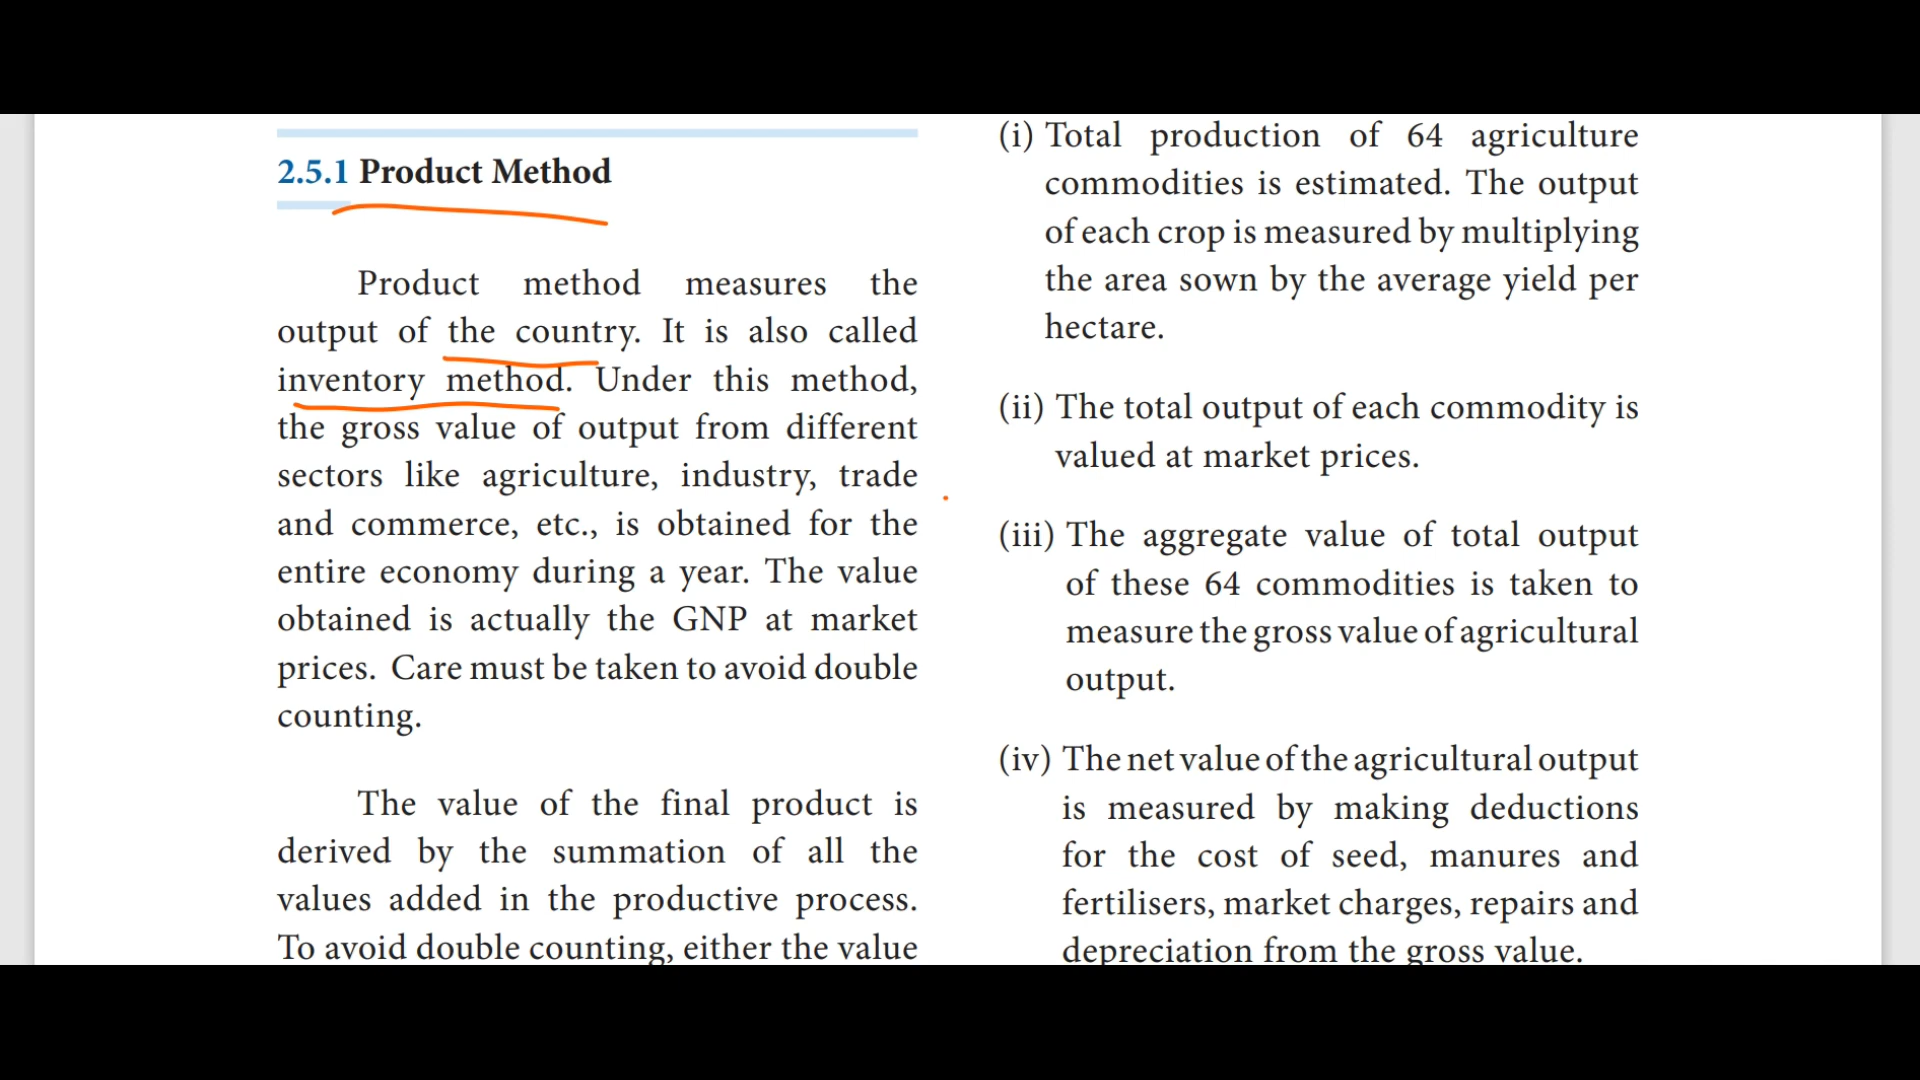 2.5.1 Product Method
Product method measures the
output of the country. It is also called
inventory method. Under this method,
the gross value of output from different
sectors like agriculture, industry, trade
and commerce, etc., is obtained for the
entire economy during a year. The value
obtained is actually the GNP at market
prices. Care must be taken to avoid double
counting.
The value of the final product is
derived by the summation of all the
values added in the productive process.
To avoid double counting, either the value
(i) Total production of 64 agriculture
commodities is estimated. The output
of each crop is measured by multiplying
the area sown by the average yield per
hectare.
(ii) The total output of each commodity is
valued at market prices.
(iii) The aggregate value of total output
of these 64 commodities is taken to
measure the gross value of agricultural
output.
(iv) The net value of the agricultural output
is measured by making deductions
for the cost of seed, manures and
fertilisers, market charges, repairs and
depreciation from the gross value.